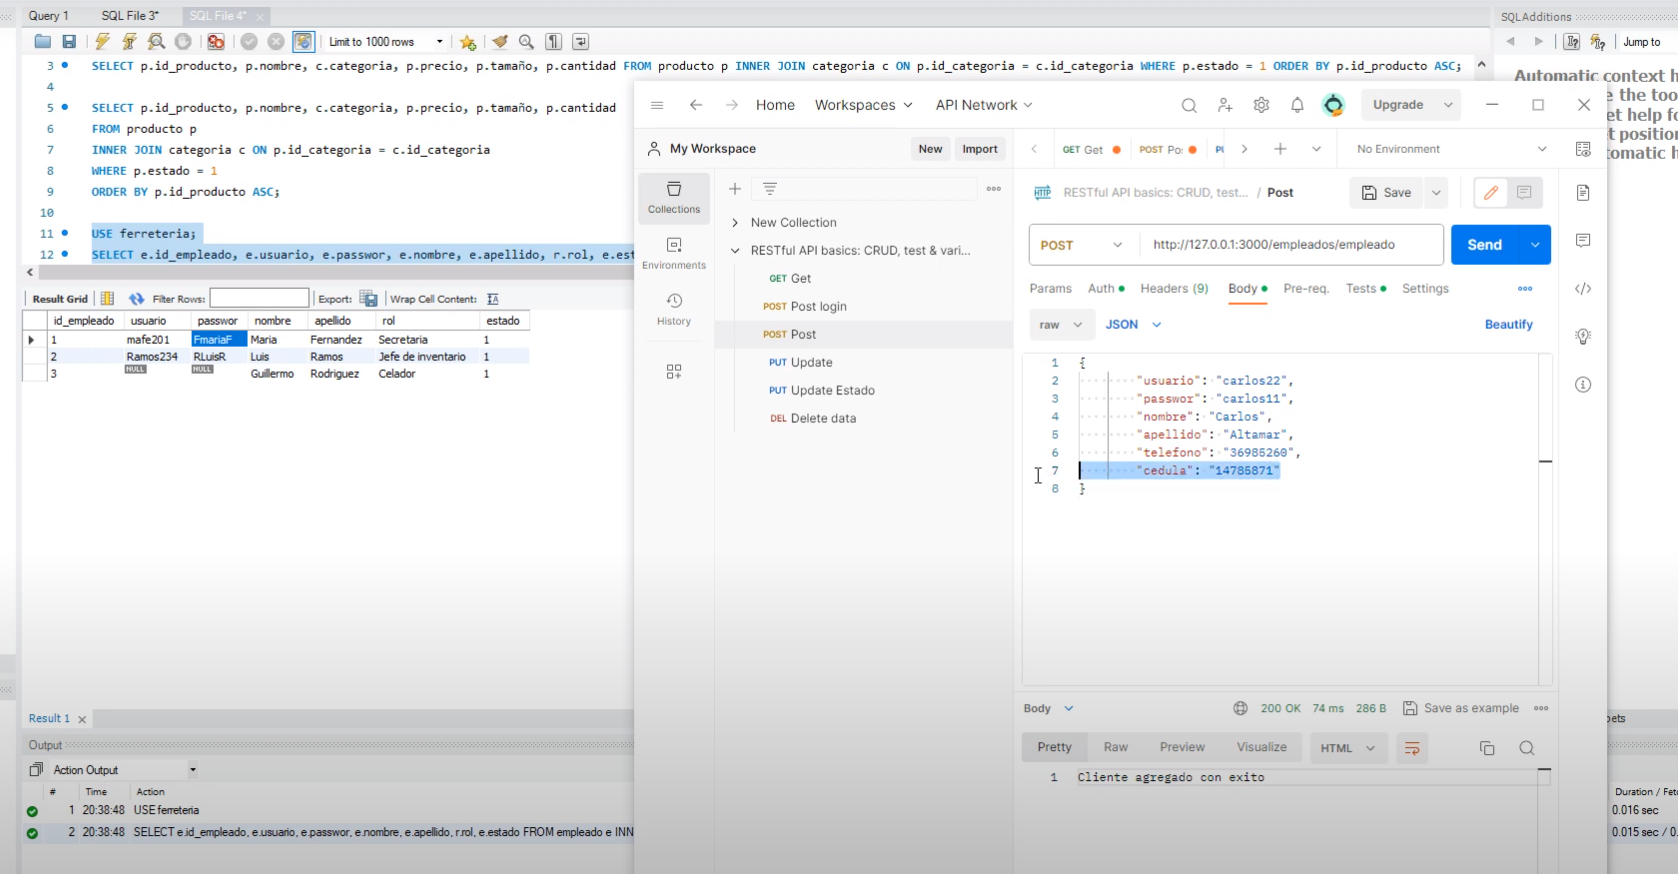 Query 1 SQL File 3* SQL File 4* ×
SQLAdditions
Limit to 1000 rows
Jump to
3 SELECT p.id_producto, p.nombre, c.categoria, p.precio, p.tamaño, p.cantidad FROM producto p INNER JOIN categoria c ON p.id_categoria = c.id_categoria WHERE p.estado = 1 ORDER BY p.id_producto ASC;
4
5 SELECT p.id_producto, p.nombre, c.categoria, p.precio, p.tamaño, p.cantidad
6 FROM producto p
7 INNER JOIN categoria c ON p.id_categoria = c.id_categoria
8 WHERE p.estado = 1
9 ORDER BY p.id_producto ASC;
10
11 USE ferreteria;
12 SELECT e.id_empleado, e.usuario, e.passwor, e.nombre, e.apellido, r.rol, e.est
Result Grid Filter Rows: Export: Wrap Cell Content:
id_empleado usuario passwor nombre apellido rol estado
1 mafe201 FmariaF Maria Fernandez Secretaria 1
2 Ramos234 RLuisR Luis Ramos Jefe de inventario 1
3 NULL NULL Guillermo Rodriguez Celador 1
Result 1 ×
Output
Action Output
# Time Action
1 20:38:48 USE ferreteria
2 20:38:48 SELECT e.id_empleado, e.usuario, e.passwor, e.nombre, e.apellido, r.rol, e.estado FROM empleado e INN
Home Workspaces API Network Upgrade
My Workspace New Import
GET Get POST Po: No Environment
Collections
Environments
History
New Collection
RESTful API basics: CRUD, test & vari...
GET Get
POST Post login
POST Post
PUT Update
PUT Update Estado
DEL Delete data
HTTP RESTful API basics: CRUD, test... / Post Save
POST http://127.0.0.1:3000/empleados/empleado Send
Params Auth Headers (9) Body Pre-req. Tests Settings
raw JSON Beautify
1 {
2 "usuario": "carlos22",
3 "passwor": "carlos11",
4 "nombre": "Carlos",
5 "apellido": "Altamar",
6 "telefono": "36985260",
7 "cedula": "14785871"
8 }
Body 200 OK 74 ms 286 B Save as example
Pretty Raw Preview Visualize HTML
1 Cliente agregado con exito
Automatic context h
e the too
et help fo
t position
tomatic h
Duration / Fet
0.016 sec
0.015 sec / 0.